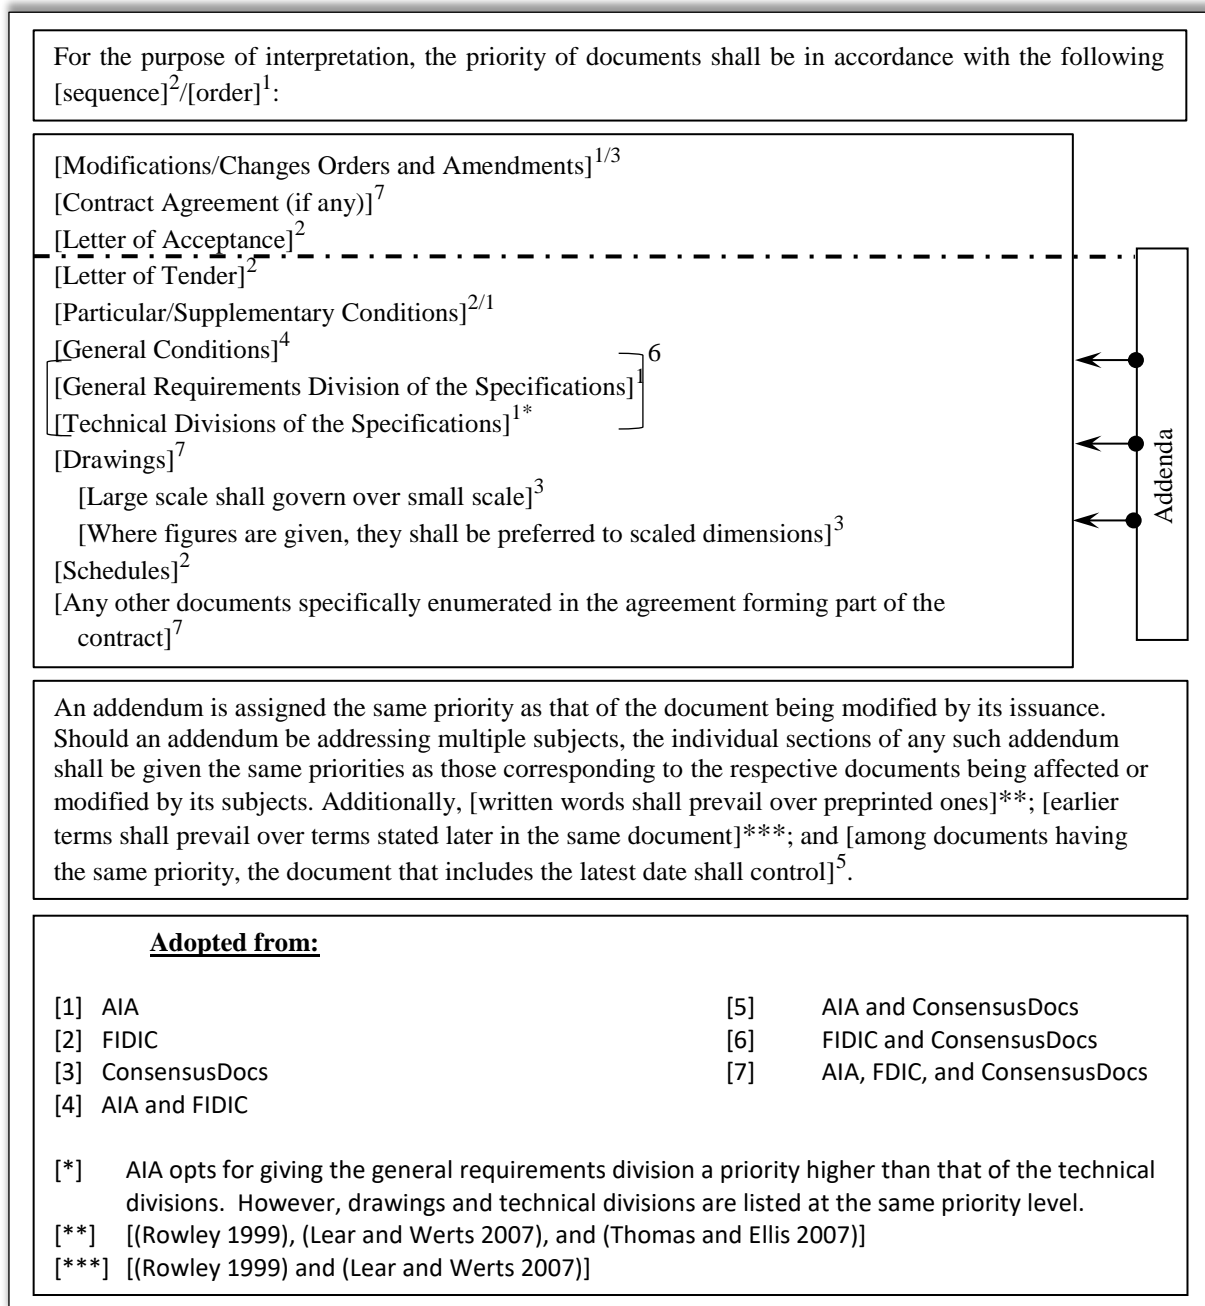 For the purpose of interpretation, the priority of documents shall be in accordance with the following
[sequence]2/[order]1:
[Modifications/Changes Orders and Amendments]1/3
[Contract Agreement (if any)]7
[Letter of Acceptance]2
[Letter of Tender]2
[Particular/Supplementary Conditions]2/1
[General Conditions]4
6
[General Requirements Division of the Specifications]1
[Technical Divisions of the Specifications]1*
[Drawings]7
[Large scale shall govern over small scale]3
[Where figures are given, they shall be preferred to scaled dimensions]3
[Schedules]2
[Any other documents specifically enumerated in the agreement forming part of the
contract]7
Addenda
An addendum is assigned the same priority as that of the document being modified by its issuance.
Should an addendum be addressing multiple subjects, the individual sections of any such addendum
shall be given the same priorities as those corresponding to the respective documents being affected or
modified by its subjects. Additionally, [written words shall prevail over preprinted ones]**; [earlier
terms shall prevail over terms stated later in the same document]***; and [among documents having
the same priority, the document that includes the latest date shall control]5.
Adopted from:
[1] AIA
[2] FIDIC
[3] ConsensusDocs
[4] AIA and FIDIC
[5] AIA and ConsensusDocs
[6] FIDIC and ConsensusDocs
[7] AIA, FDIC, and ConsensusDocs
[*] AIA opts for giving the general requirements division a priority higher than that of the technical
divisions. However, drawings and technical divisions are listed at the same priority level.
[**] [(Rowley 1999), (Lear and Werts 2007), and (Thomas and Ellis 2007)]
[***] [(Rowley 1999) and (Lear and Werts 2007)]